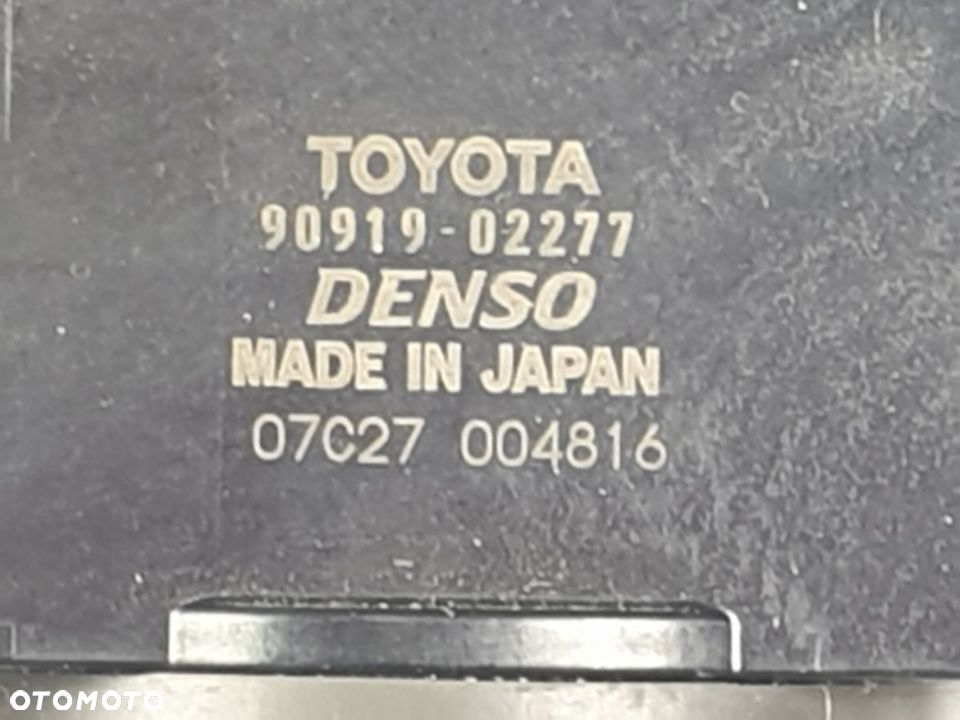 TOYOTA
90919-02277
DENSO
MADE IN JAPAN
07C27 004816
OTOMOTO